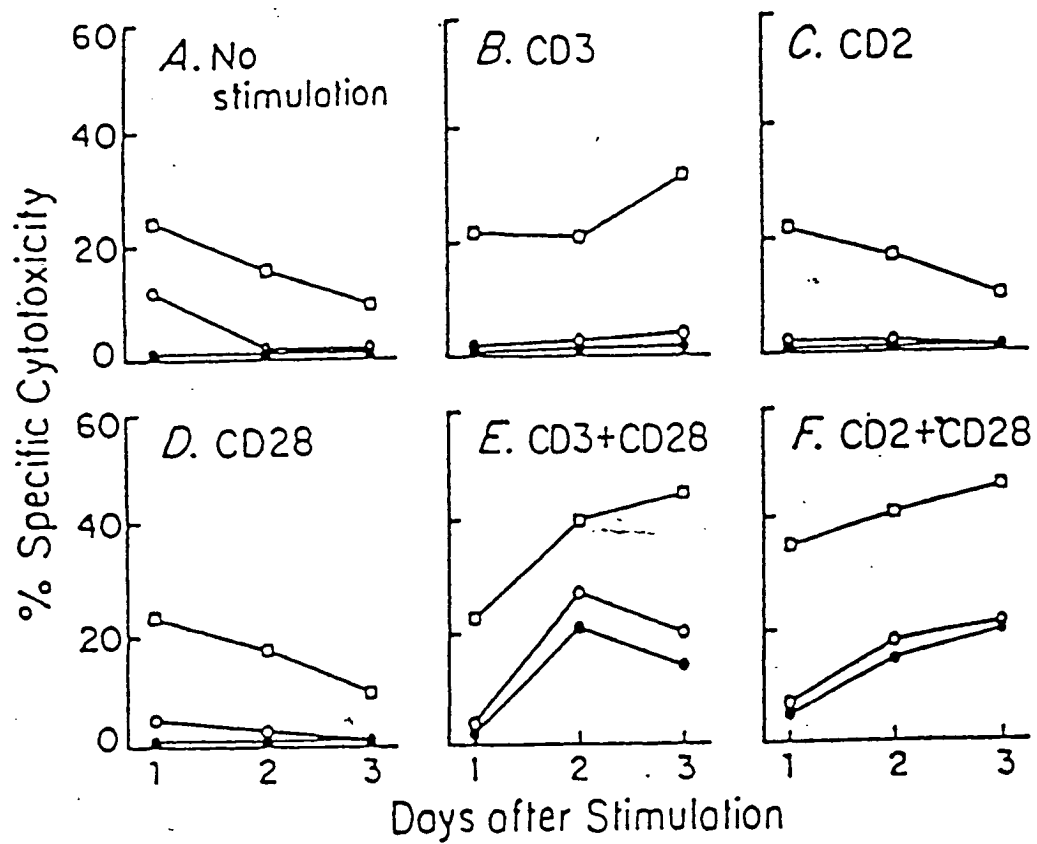 % Specific Cytotoxicity
60
40
20
0
A. No
stimulation
B. CD3
C. CD2
60
40
20
0
D. CD28
E. CD3+CD28
F. CD2+CD28
1 2 3
1 2 3
1 2 3
Days after Stimulation